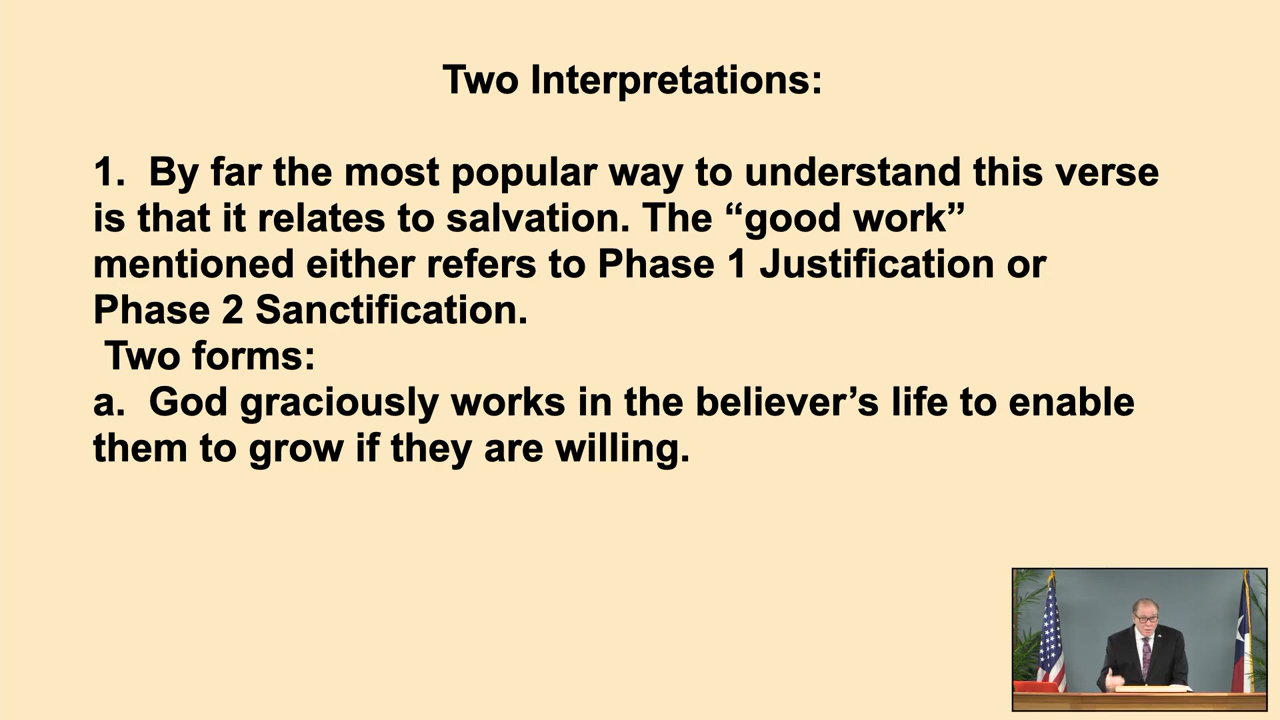 Two Interpretations:
1. By far the most popular way to understand this verse
is that it relates to salvation. The “good work”
mentioned either refers to Phase 1 Justification or
Phase 2 Sanctification.
Two forms:
a. God graciously works in the believer’s life to enable
them to grow if they are willing.